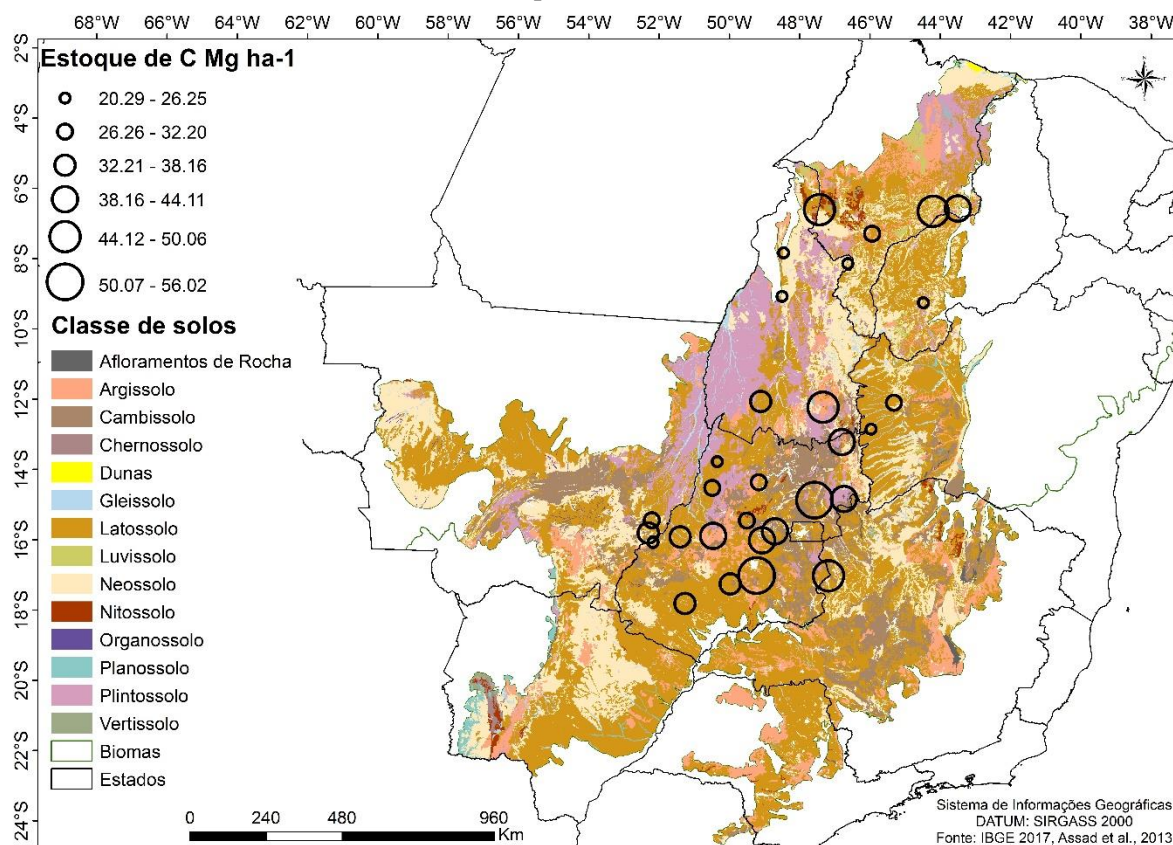 68°W 66°W 64°W 62°W 60°W 58°W 56°W 54°W 52°W 50°W 48°W 46°W 44°W 42°W 40°W 38°W
2°S
4°S
6°S
8°S
10°S
12°S
14°S
16°S
18°S
20°S
22°S
24°S
Estoque de C Mg ha-1
20.29 - 26.25
26.26 - 32.20
32.21 - 38.16
38.16 - 44.11
44.12 - 50.06
50.07 - 56.02
Classe de solos
Afloramentos de Rocha
Argissolo
Cambissolo
Chernossolo
Dunas
Gleissolo
Latossolo
Luvissolo
Neossolo
Nitossolo
Organossolo
Planossolo
Plintossolo
Vertissolo
Biomas
Estados
0 240 480 960
Km
Sistema de Informações Geográficas
DATUM: SIRGASS 2000
Fonte: IBGE 2017, Assad et al., 2013